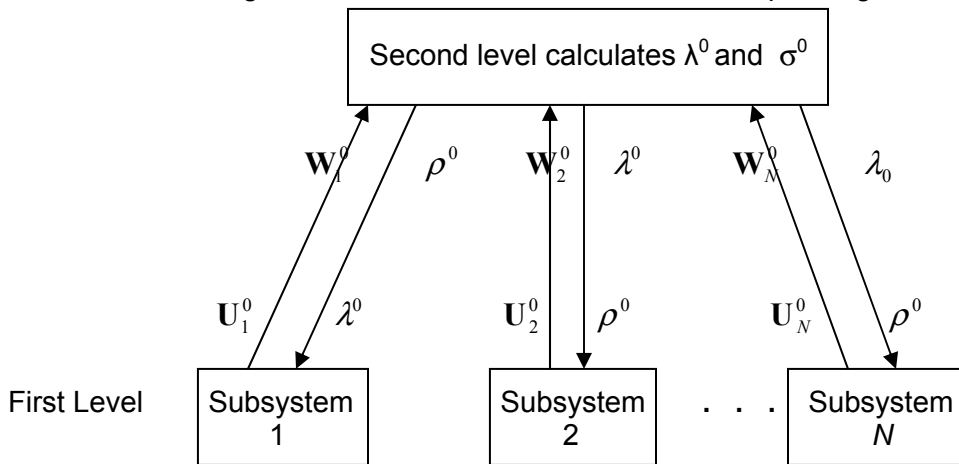 Second level calculates λ⁰ and σ⁰
W₁⁰ ρ⁰ W₂⁰ λ⁰ W_N⁰ λ₀
U₁⁰ λ⁰ U₂⁰ ρ⁰ U_N⁰ ρ⁰
First Level Subsystem 1 Subsystem 2 . . . Subsystem N